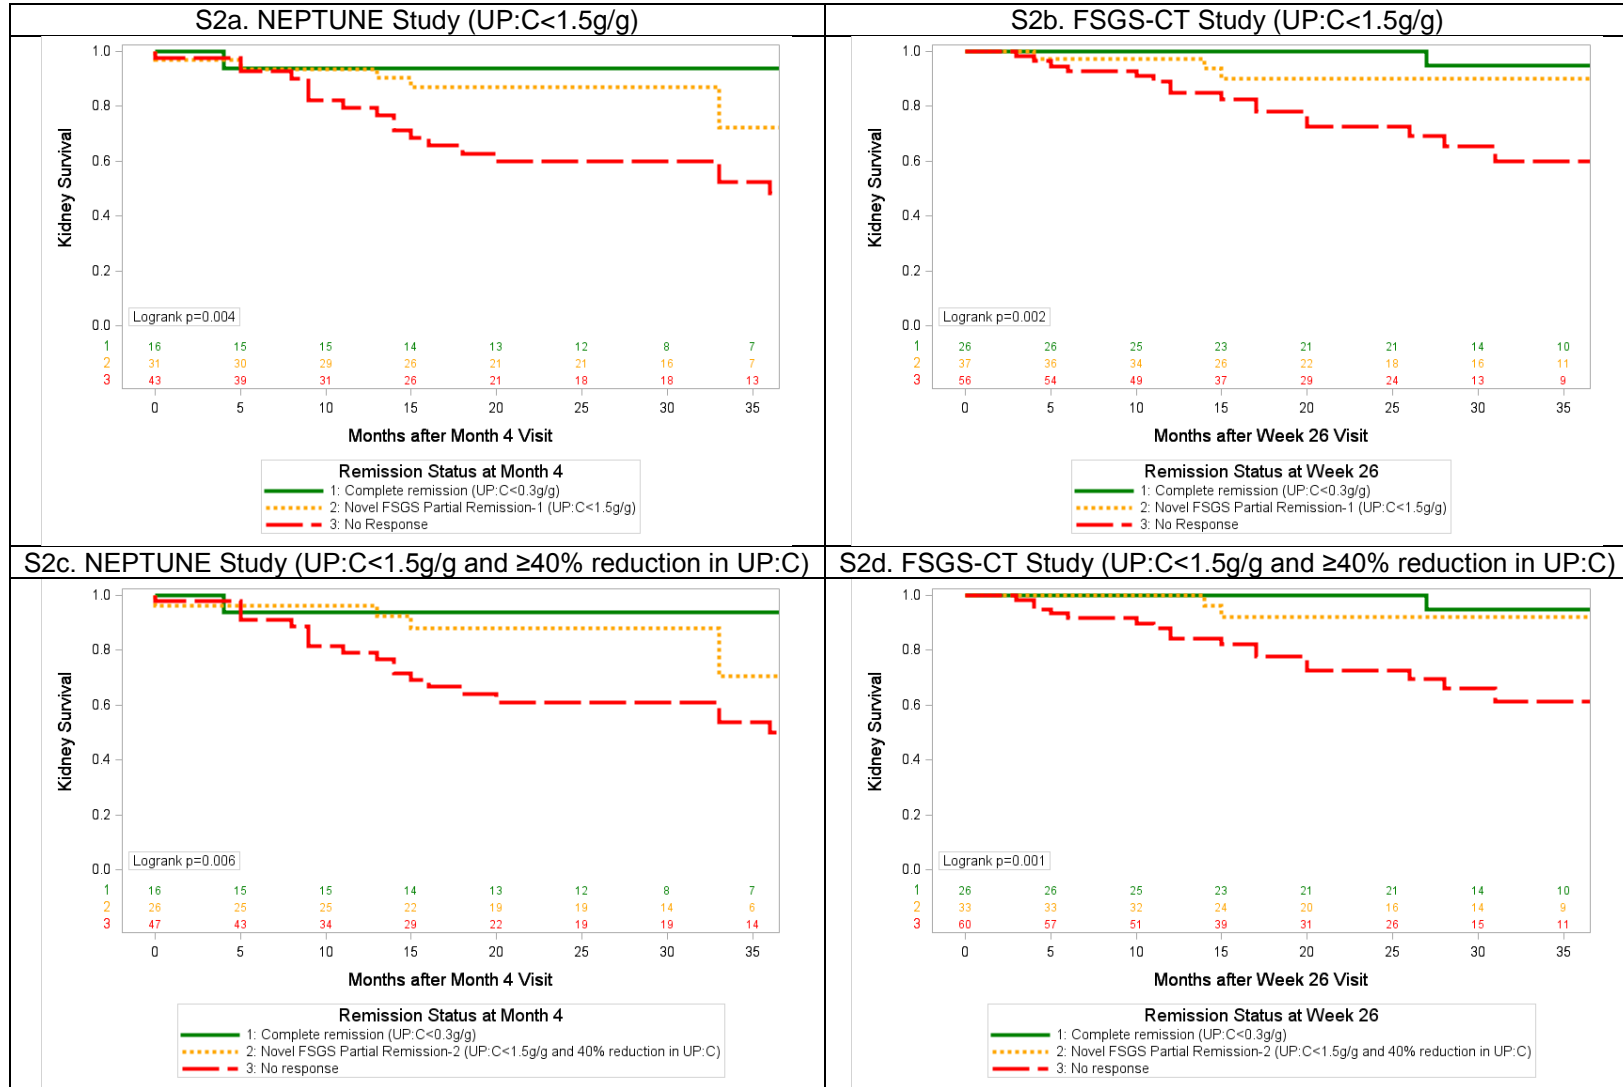 S2a. NEPTUNE Study (UP:C<1.5g/g)
1.0
0.8
0.6
0.4
0.2
0.0
Kidney Survival
Logrank p=0.004
1 16 15 15 14 13 12 8 7
2 31 30 29 26 21 21 16 7
3 43 39 31 26 21 18 18 13
0 5 10 15 20 25 30 35
Months after Month 4 Visit
Remission Status at Month 4
1: Complete remission (UP:C<0.3g/g)
2: Novel FSGS Partial Remission-1 (UP:C<1.5g/g)
3: No Response
S2b. FSGS-CT Study (UP:C<1.5g/g)
1.0
0.8
0.6
0.4
0.2
0.0
Kidney Survival
Logrank p=0.002
1 26 26 25 23 21 21 14 10
2 37 36 34 26 22 18 16 11
3 56 54 49 37 29 24 13 9
0 5 10 15 20 25 30 35
Months after Week 26 Visit
Remission Status at Week 26
1: Complete remission (UP:C<0.3g/g)
2: Novel FSGS Partial Remission-1 (UP:C<1.5g/g)
3: No Response
S2c. NEPTUNE Study (UP:C<1.5g/g and ≥40% reduction in UP:C)
1.0
0.8
0.6
0.4
0.2
0.0
Kidney Survival
Logrank p=0.006
1 16 15 15 14 13 12 8 7
2 26 25 25 22 19 19 14 6
3 47 43 34 29 22 19 19 14
0 5 10 15 20 25 30 35
Months after Month 4 Visit
Remission Status at Month 4
1: Complete remission (UP:C<0.3g/g)
2: Novel FSGS Partial Remission-2 (UP:C<1.5g/g and 40% reduction in UP:C)
3: No response
S2d. FSGS-CT Study (UP:C<1.5g/g and ≥40% reduction in UP:C)
1.0
0.8
0.6
0.4
0.2
0.0
Kidney Survival
Logrank p=0.001
1 26 26 25 23 21 21 14 10
2 33 33 32 24 20 16 14 9
3 60 57 51 39 31 26 15 11
0 5 10 15 20 25 30 35
Months after Week 26 Visit
Remission Status at Week 26
1: Complete remission (UP:C<0.3g/g)
2: Novel FSGS Partial Remission-2 (UP:C<1.5g/g and 40% reduction in UP:C)
3: No response